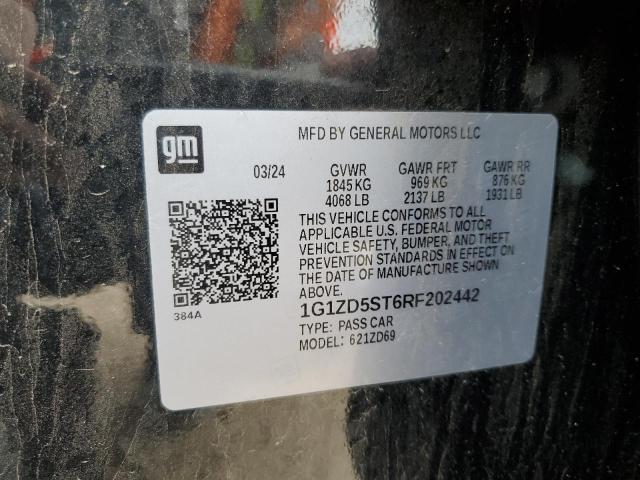 gm
MFD BY GENERAL MOTORS LLC
03/24 GVWR GAWR FRT GAWR RR
1845 KG 969 KG 876 KG
4068 LB 2137 LB 1931 LB
THIS VEHICLE CONFORMS TO ALL
APPLICABLE U.S. FEDERAL MOTOR
VEHICLE SAFETY, BUMPER, AND THEFT
PREVENTION STANDARDS IN EFFECT ON
THE DATE OF MANUFACTURE SHOWN
ABOVE.
384A
1G1ZD5ST6RF202442
TYPE: PASS CAR
MODEL: 621ZD69